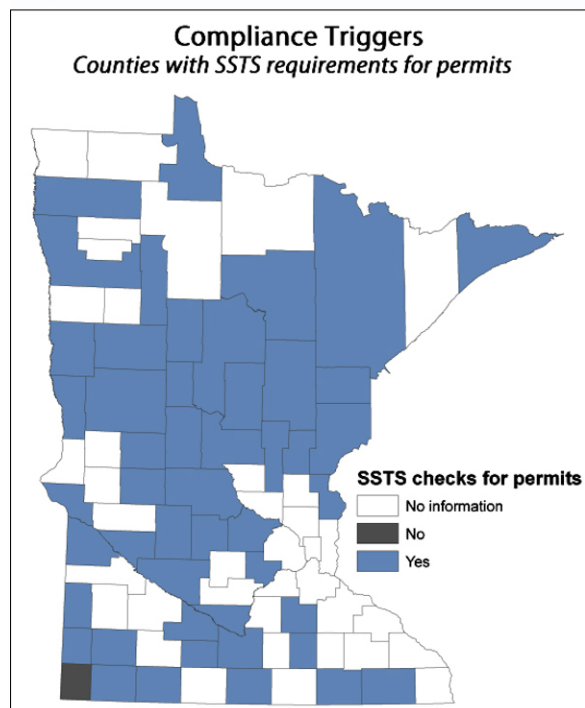 Compliance Triggers
Counties with SSTS requirements for permits
SSTS checks for permits
No information
No
Yes